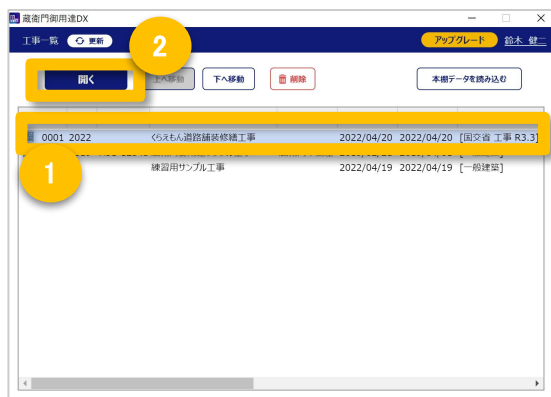 蔵衛門御用達DX
工事一覧 更新 アップグレード 鈴木 健二
2
開く 上へ移動 下へ移動 削除 本棚データを読み込む
0001 2022 くらえもん道路舗装修繕工事 2022/04/20 2022/04/20 [国交省 工事 R3.3]
1
練習用サンプル工事 2022/04/19 2022/04/19 [一般建築]